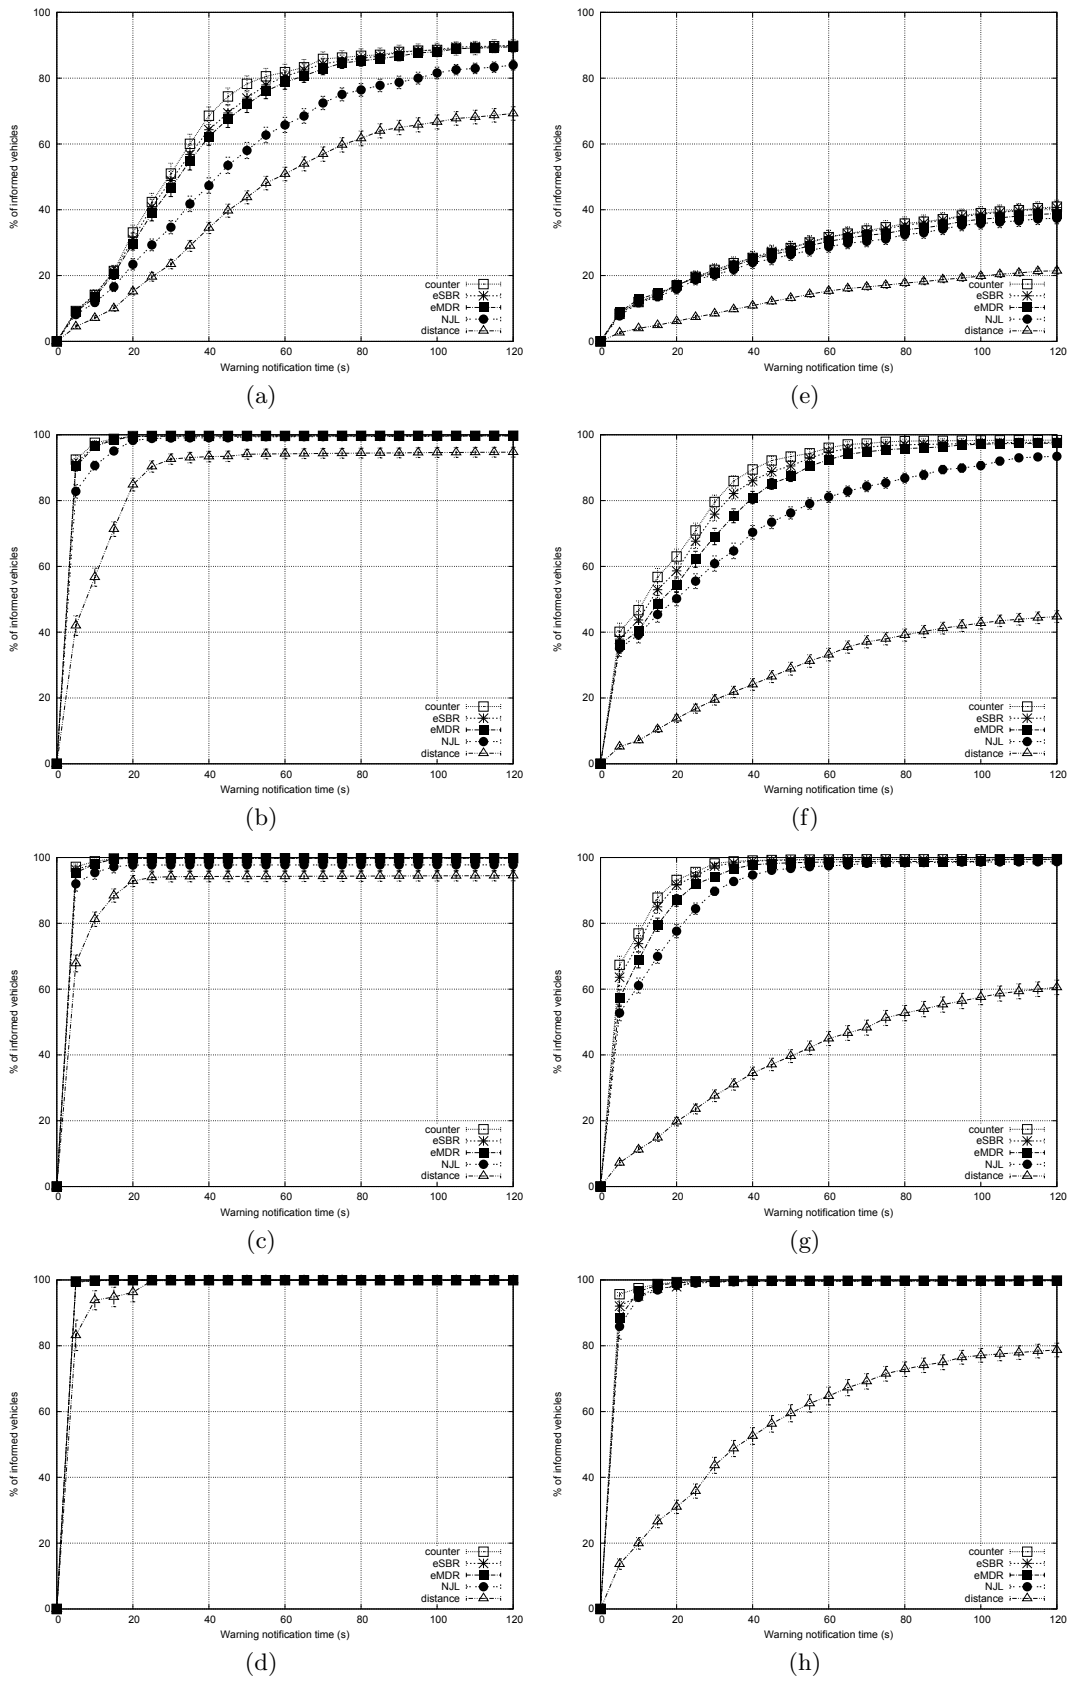 100
80
60
40
20
0
% of informed vehicles
counter
eSBR
eMDR
NJL
distance
0 20 40 60 80 100 120
Warning notification time (s)
(a)
100
80
60
40
20
0
% of informed vehicles
counter
eSBR
eMDR
NJL
distance
0 20 40 60 80 100 120
Warning notification time (s)
(e)
100
80
60
40
20
0
% of informed vehicles
counter
eSBR
eMDR
NJL
distance
0 20 40 60 80 100 120
Warning notification time (s)
(b)
100
80
60
40
20
0
% of informed vehicles
counter
eSBR
eMDR
NJL
distance
0 20 40 60 80 100 120
Warning notification time (s)
(f)
100
80
60
40
20
0
% of informed vehicles
counter
eSBR
eMDR
NJL
distance
0 20 40 60 80 100 120
Warning notification time (s)
(c)
100
80
60
40
20
0
% of informed vehicles
counter
eSBR
eMDR
NJL
distance
0 20 40 60 80 100 120
Warning notification time (s)
(g)
100
80
60
40
20
0
% of informed vehicles
counter
eSBR
eMDR
NJL
distance
0 20 40 60 80 100 120
Warning notification time (s)
(d)
100
80
60
40
20
0
% of informed vehicles
counter
eSBR
eMDR
NJL
distance
0 20 40 60 80 100 120
Warning notification time (s)
(h)